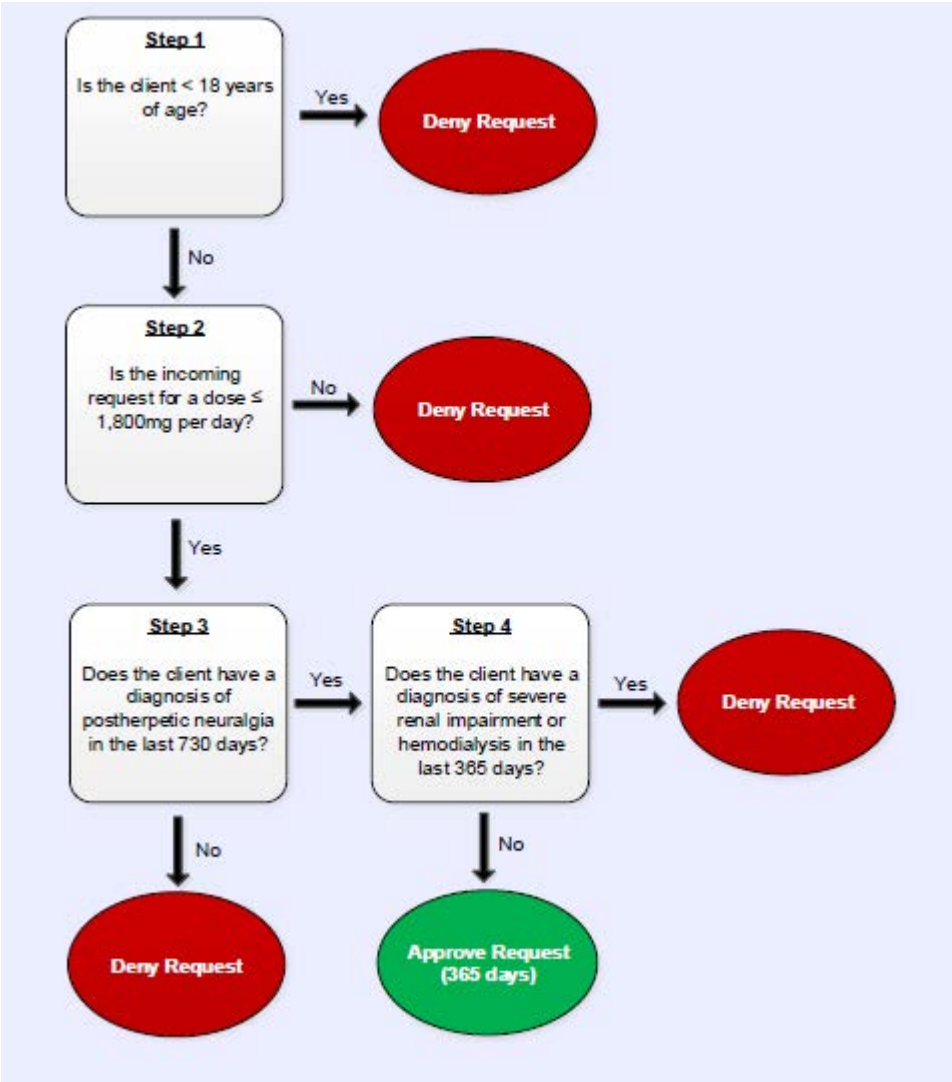 Step 1
Is the client < 18 years
of age?
Yes
Deny Request
No
Step 2
Is the incoming
request for a dose ≤
1,800mg per day?
No
Deny Request
Yes
Step 3
Does the client have a
diagnosis of
postherpetic neuralgia
in the last 730 days?
Yes
Step 4
Does the client have a
diagnosis of severe
renal impairment or
hemodialysis in the
last 365 days?
Yes
Deny Request
No
Deny Request
No
Approve Request
(365 days)